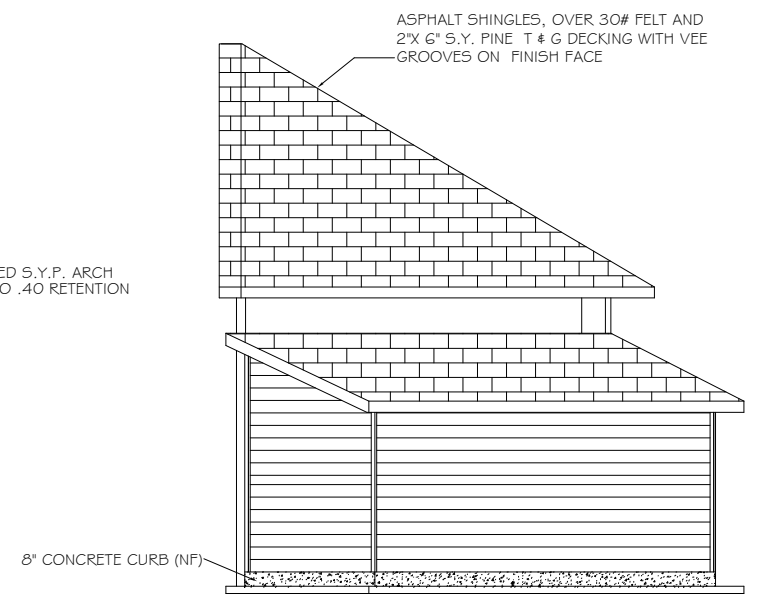 ASPHALT SHINGLES, OVER 30# FELT AND
2"X 6" S.Y. PINE T & G DECKING WITH VEE
GROOVES ON FINISH FACE
S.Y.P. ARCH
.40 RETENTION
8" CONCRETE CURB (NF)